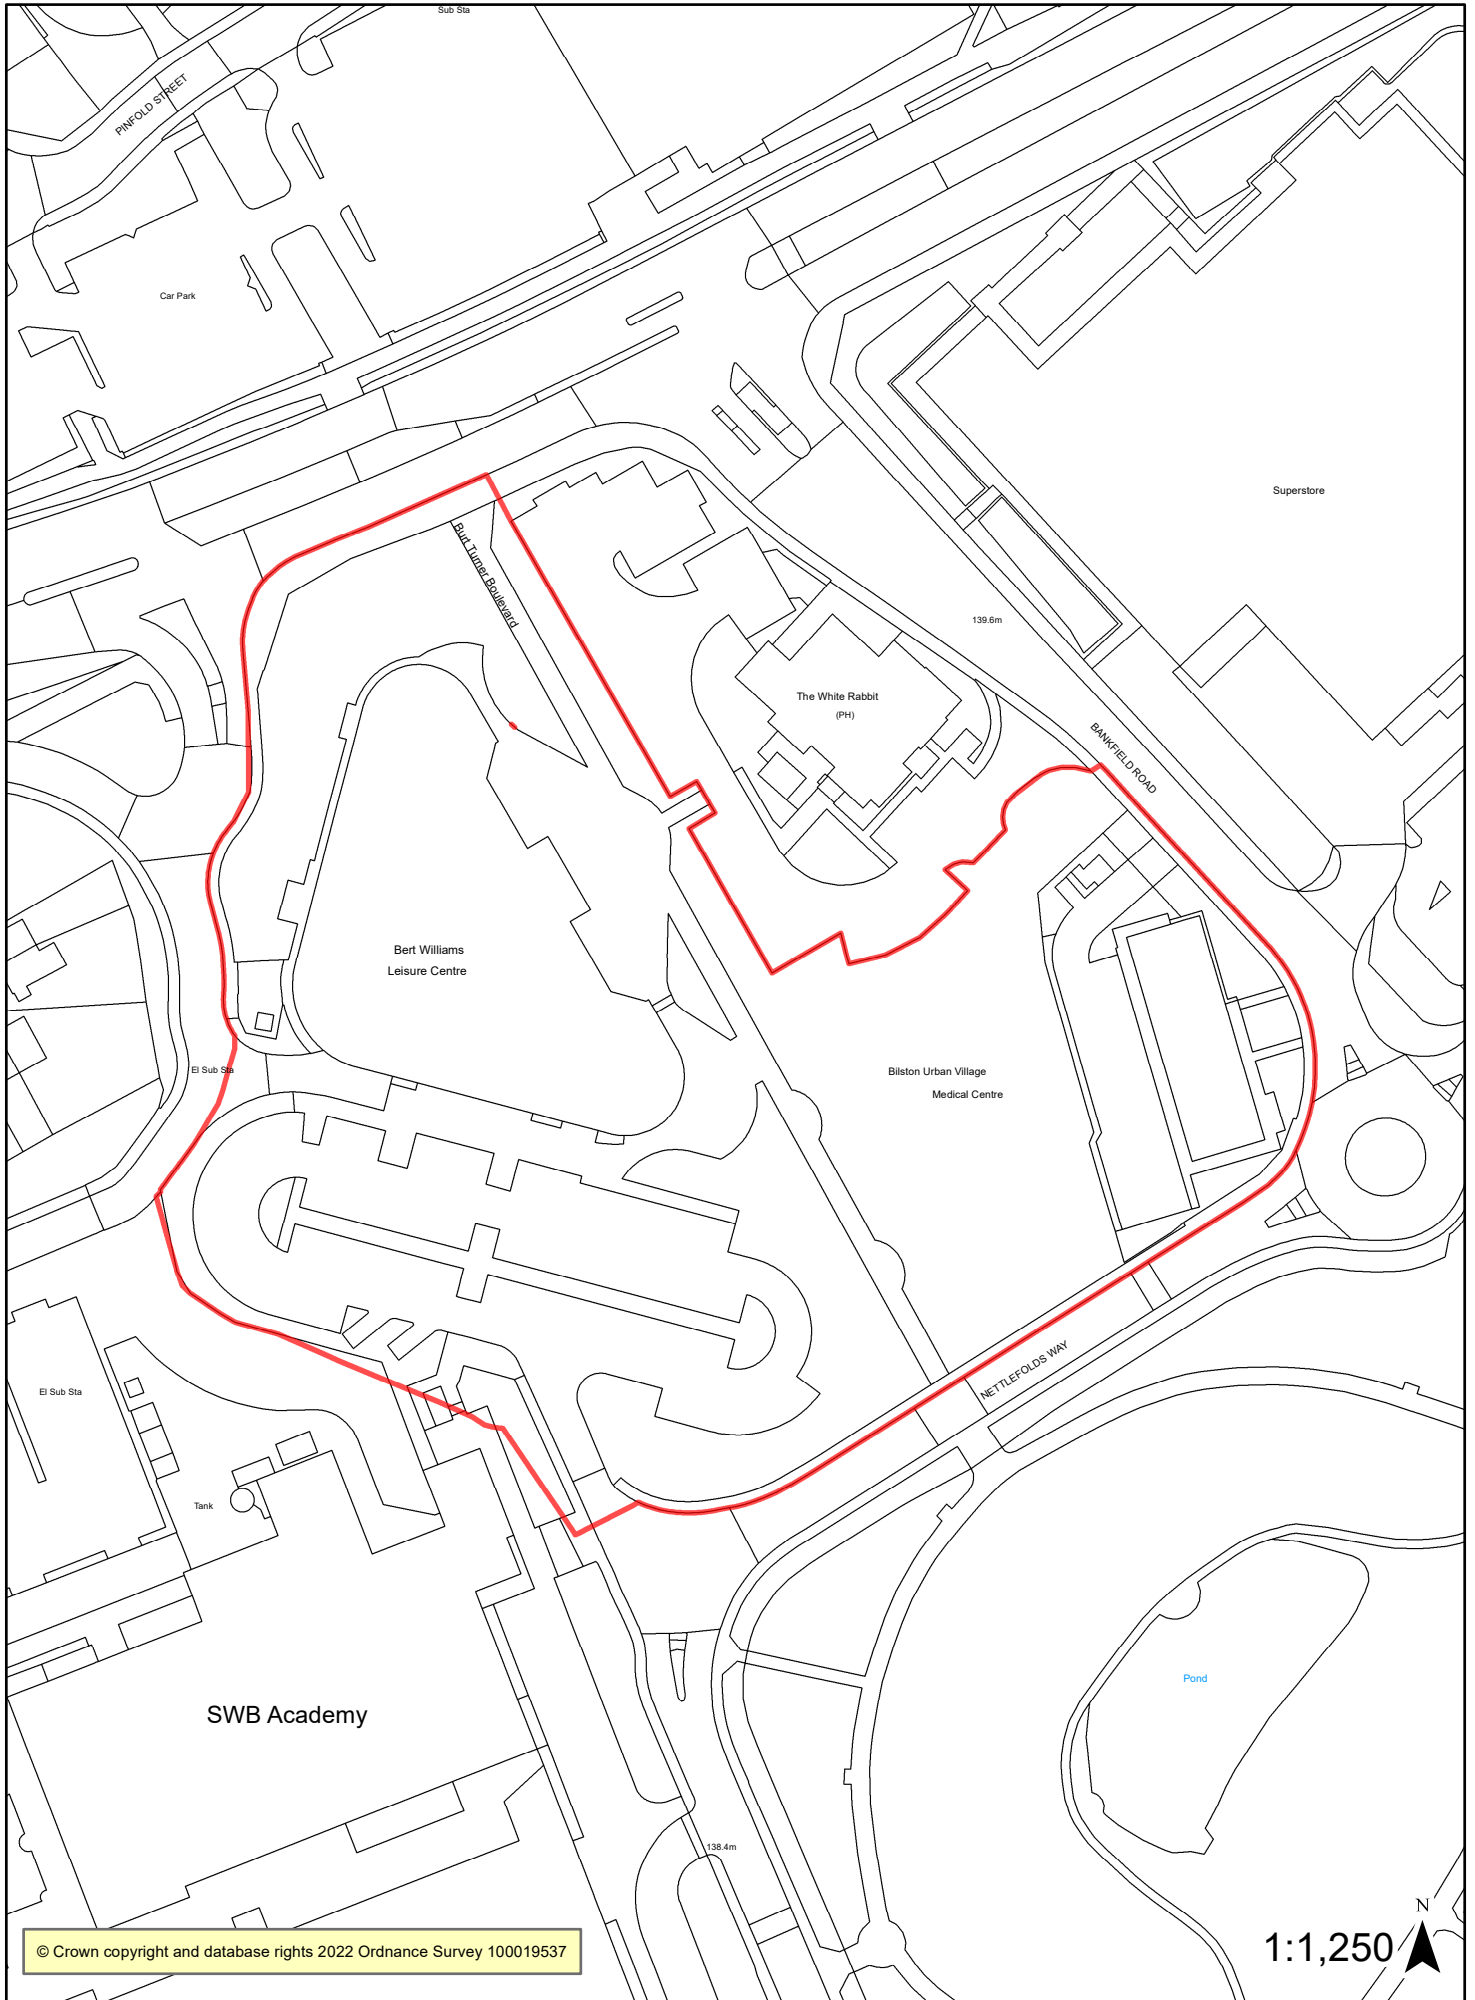 Sub Sta
PINFOLD STREET
Car Park
Superstore
Burt Turner Boulevard
139.6m
The White Rabbit
(PH)
BANKFIELD ROAD
Bert Williams
Leisure Centre
El Sub Sta
Bilston Urban Village
Medical Centre
NETTLEFOLDS WAY
El Sub Sta
Tank
Pond
SWB Academy
138.4m
N
1:1,250
© Crown copyright and database rights 2022 Ordnance Survey 100019537